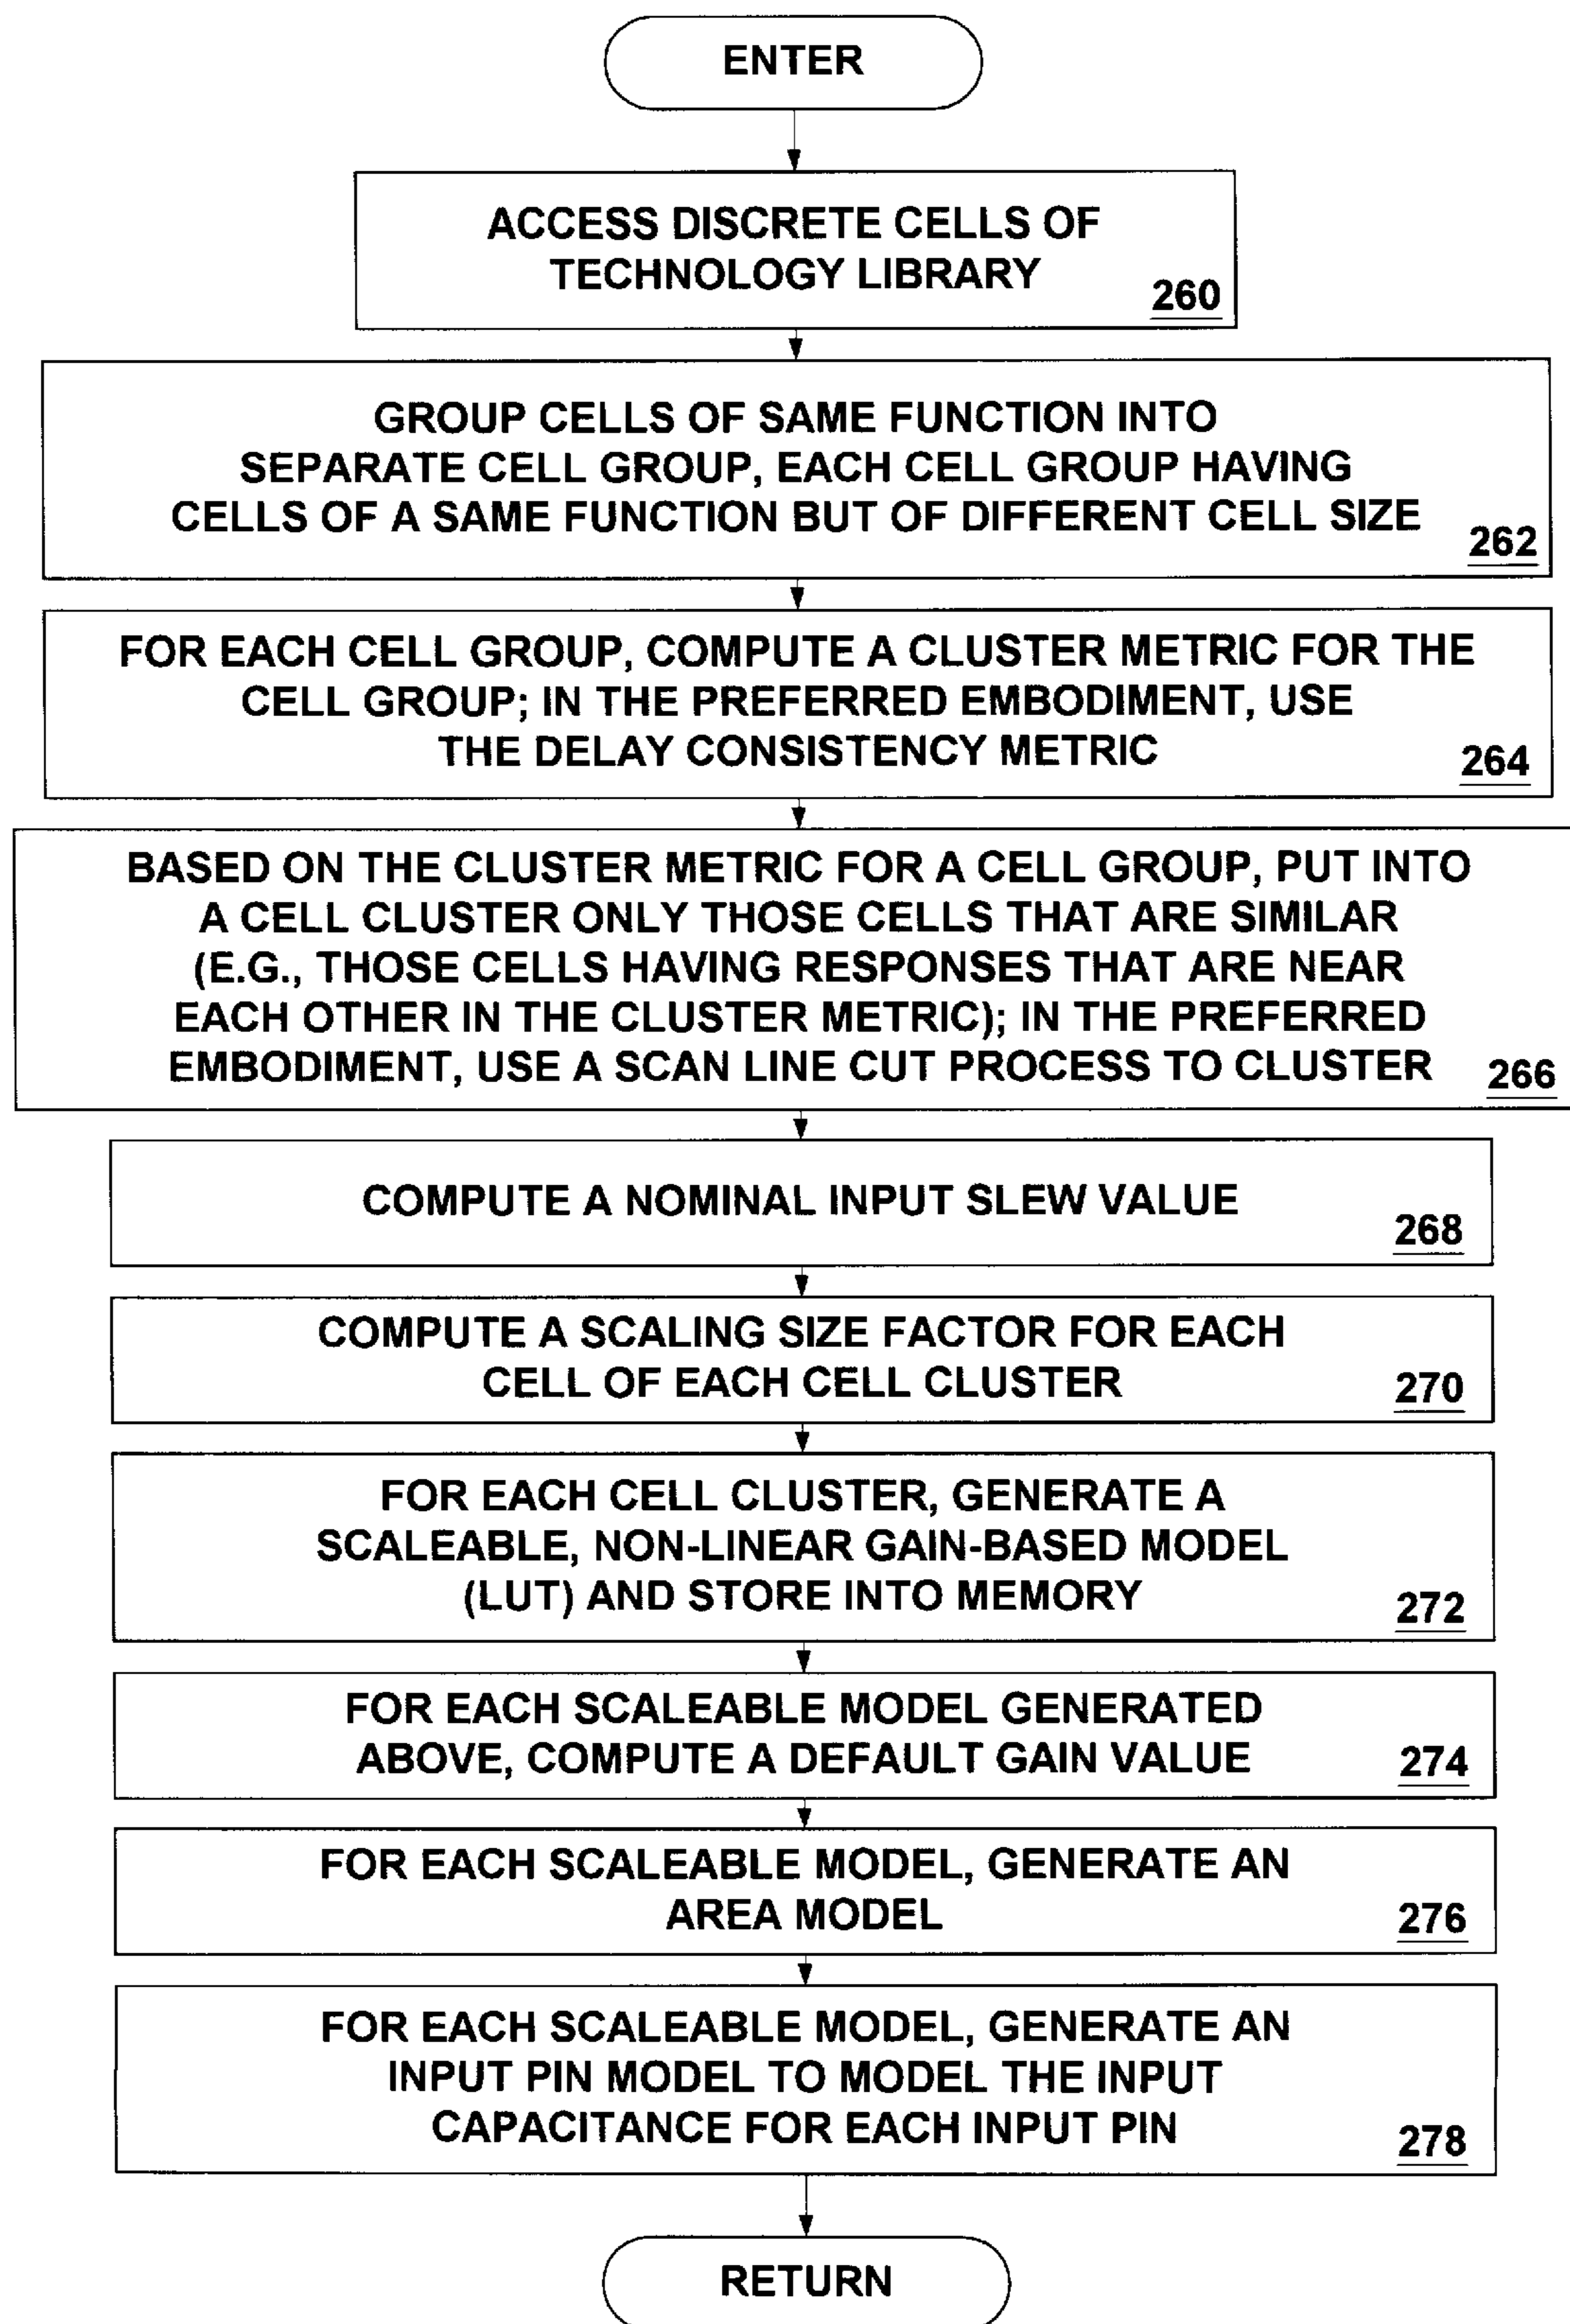 ENTER
ACCESS DISCRETE CELLS OF
TECHNOLOGY LIBRARY
260
GROUP CELLS OF SAME FUNCTION INTO
SEPARATE CELL GROUP, EACH CELL GROUP HAVING
CELLS OF A SAME FUNCTION BUT OF DIFFERENT CELL SIZE
262
FOR EACH CELL GROUP, COMPUTE A CLUSTER METRIC FOR THE
CELL GROUP; IN THE PREFERRED EMBODIMENT, USE
THE DELAY CONSISTENCY METRIC
264
BASED ON THE CLUSTER METRIC FOR A CELL GROUP, PUT INTO
A CELL CLUSTER ONLY THOSE CELLS THAT ARE SIMILAR
(E.G., THOSE CELLS HAVING RESPONSES THAT ARE NEAR
EACH OTHER IN THE CLUSTER METRIC); IN THE PREFERRED
EMBODIMENT, USE A SCAN LINE CUT PROCESS TO CLUSTER
266
COMPUTE A NOMINAL INPUT SLEW VALUE
268
COMPUTE A SCALING SIZE FACTOR FOR EACH
CELL OF EACH CELL CLUSTER
270
FOR EACH CELL CLUSTER, GENERATE A
SCALEABLE, NON-LINEAR GAIN-BASED MODEL
(LUT) AND STORE INTO MEMORY
272
FOR EACH SCALEABLE MODEL GENERATED
ABOVE, COMPUTE A DEFAULT GAIN VALUE
274
FOR EACH SCALEABLE MODEL, GENERATE AN
AREA MODEL
276
FOR EACH SCALEABLE MODEL, GENERATE AN
INPUT PIN MODEL TO MODEL THE INPUT
CAPACITANCE FOR EACH INPUT PIN
278
RETURN